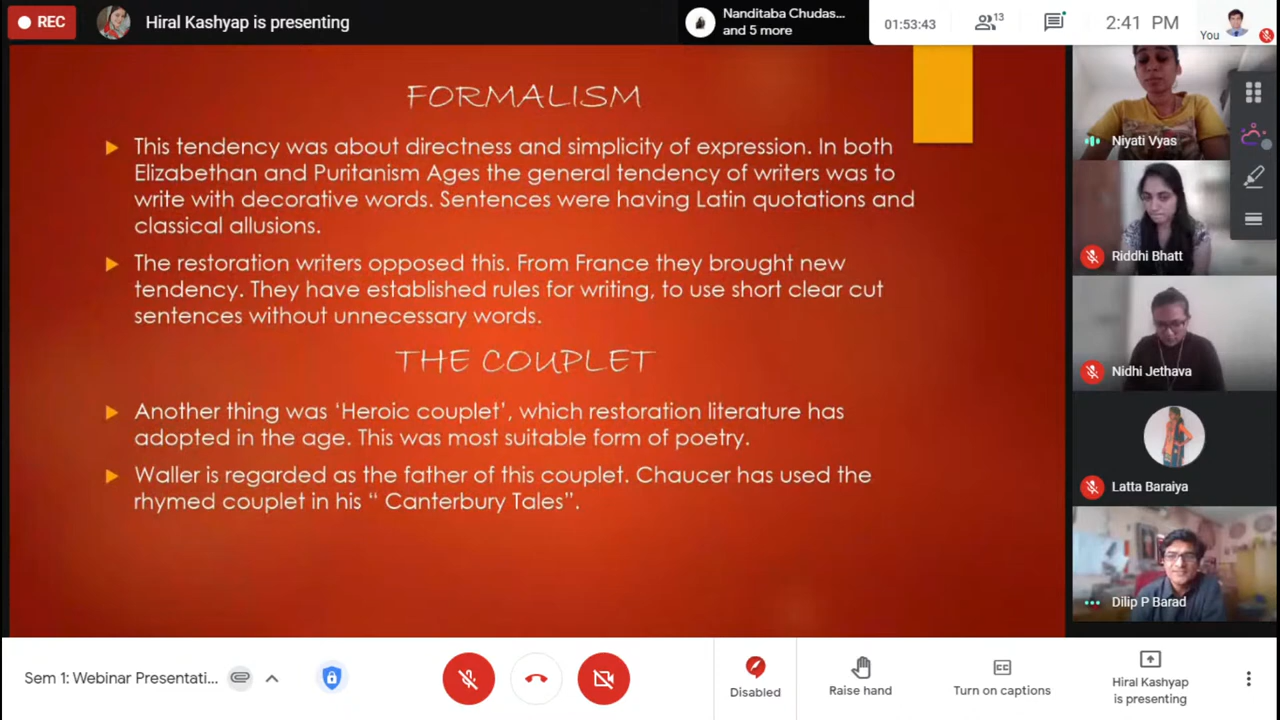 REC
Hiral Kashyap is presenting
Nanditaba Chudas...
and 5 more
01:53:43
13
2:41 PM
You
FORMALISM
This tendency was about directness and simplicity of expression. In both
Elizabethan and Puritanism Ages the general tendency of writers was to
write with decorative words. Sentences were having Latin quotations and
classical allusions.
The restoration writers opposed this. From France they brought new
tendency. They have established rules for writing, to use short clear cut
sentences without unnecessary words.
THE COUPLET
Another thing was ‘Heroic couplet’, which restoration literature has
adopted in the age. This was most suitable form of poetry.
Waller is regarded as the father of this couplet. Chaucer has used the
rhymed couplet in his “ Canterbury Tales”.
Niyati Vyas
Riddhi Bhatt
Nidhi Jethava
Latta Baraiya
Dilip P Barad
Sem 1: Webinar Presentati...
Disabled
Raise hand
CC
Turn on captions
Hiral Kashyap
is presenting